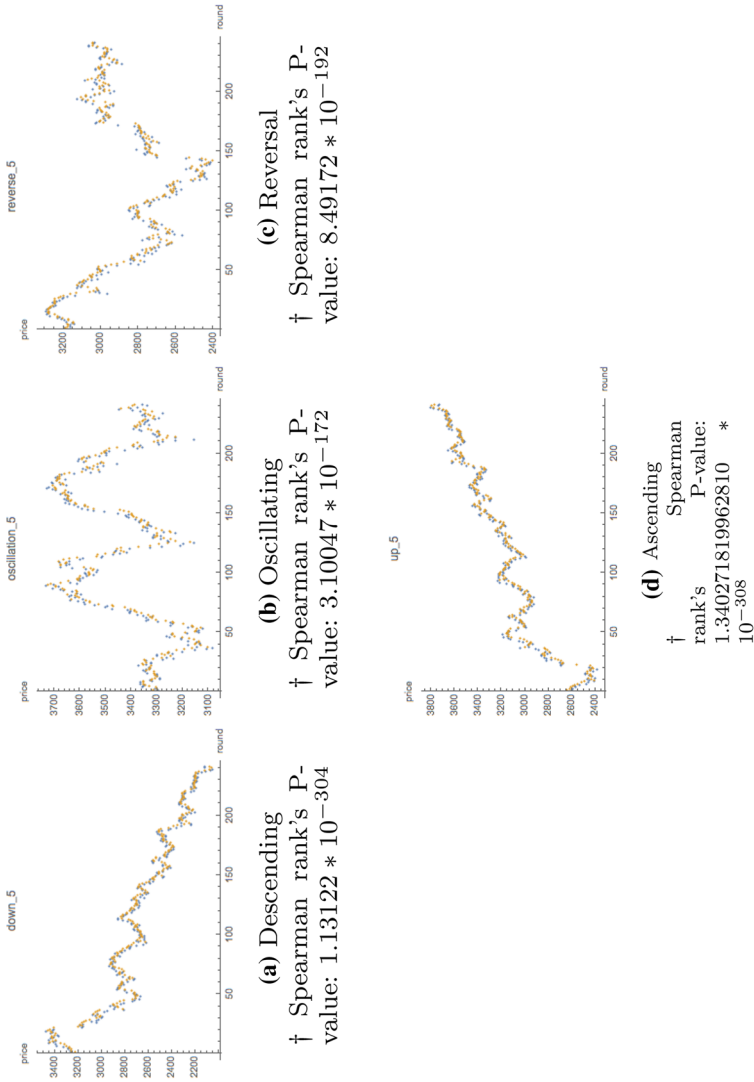 down_5
price
3400
3200
3000
2800
2600
2400
2200
50 100 150 200
round
(a) Descending
† Spearman rank's P-
value: 1.13122 ∗ 10−304
oscillation_5
price
3700
3600
3500
3400
3300
3200
3100
50 100 150 200
round
(b) Oscillating
† Spearman rank's P-
value: 3.10047 ∗ 10−172
reverse_5
price
3200
3000
2800
2600
2400
50 100 150 200
round
(c) Reversal
† Spearman rank's P-
value: 8.49172 ∗ 10−192
up_5
price
3800
3600
3400
3200
3000
2800
2600
2400
50 100 150 200
round
(d) Ascending
† Spearman
rank's P-value:
1.340271819962810 ∗
10−308